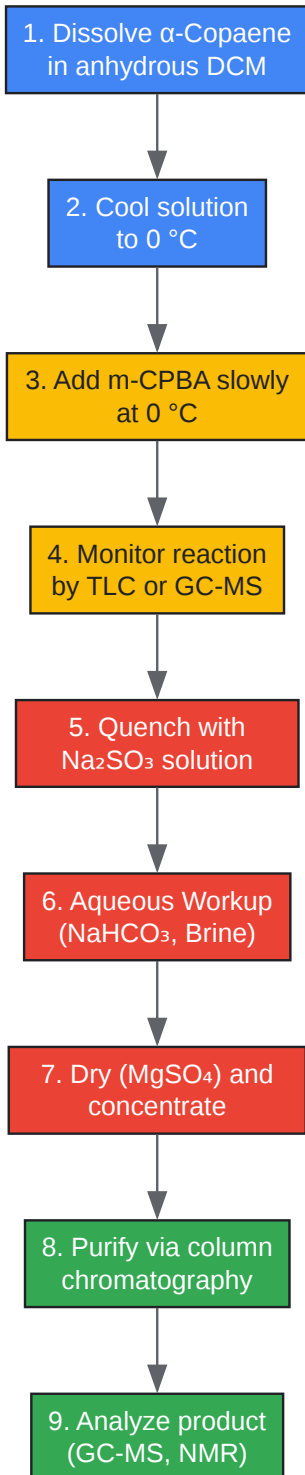 1. Dissolve α-Copaene
in anhydrous DCM
2. Cool solution
to 0 °C
3. Add m-CPBA slowly
at 0 °C
4. Monitor reaction
by TLC or GC-MS
5. Quench with
Na₂SO₃ solution
6. Aqueous Workup
(NaHCO₃, Brine)
7. Dry (MgSO₄) and
concentrate
8. Purify via column
chromatography
9. Analyze product
(GC-MS, NMR)